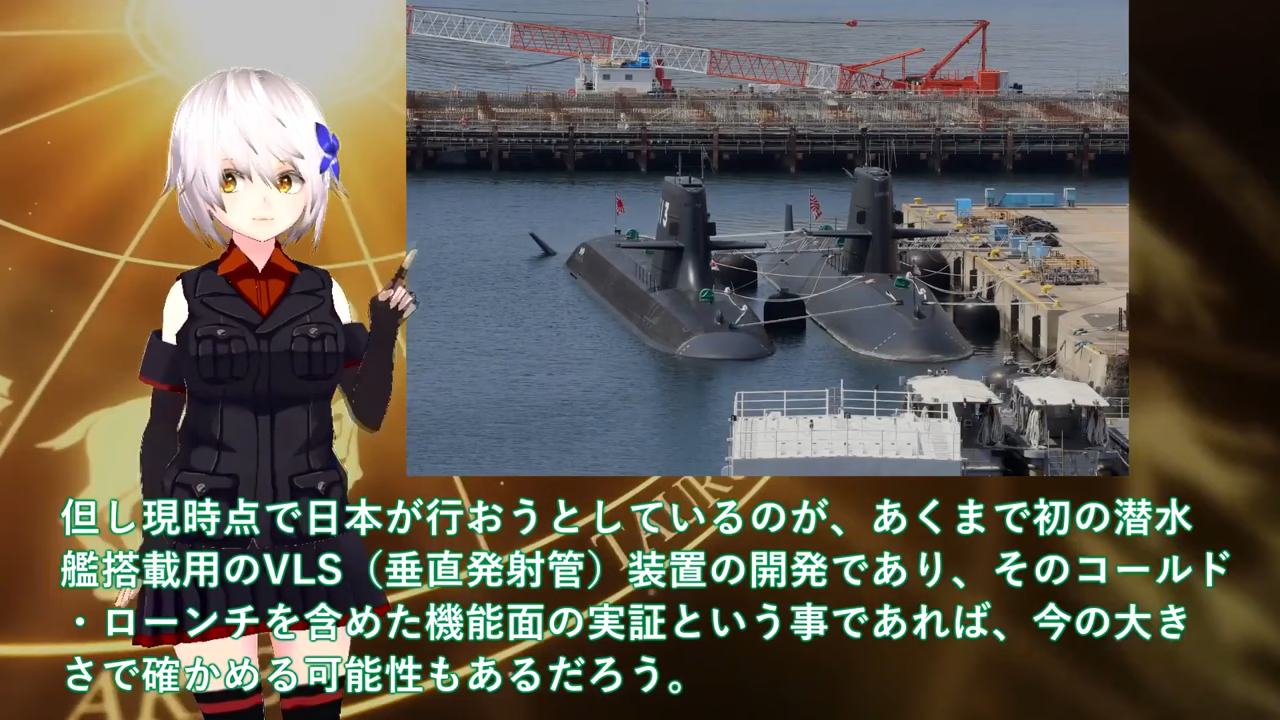 但し現時点で日本が行おうとしているのが、あくまで初の潜水
艦搭載用のVLS（垂直発射管）装置の開発であり、そのコールド
・ローンチを含めた機能面の実証という事であれば、今の大き
さで確かめる可能性もあるだろう。
TAURUS